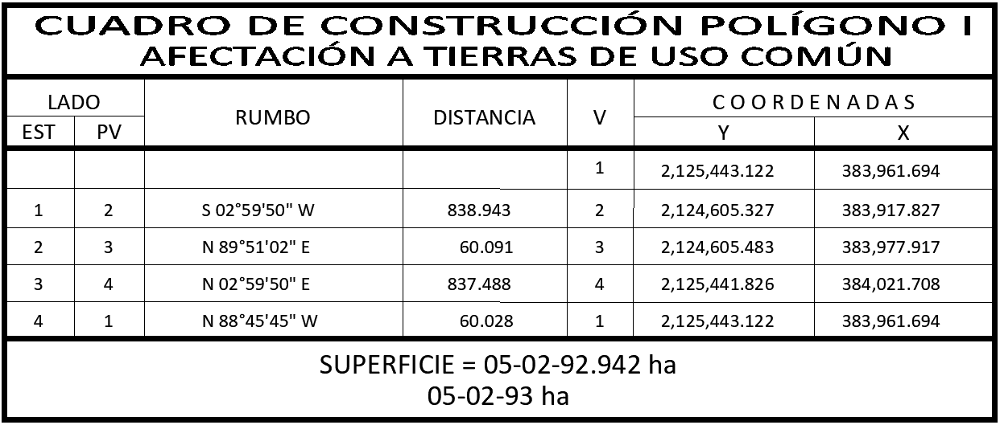 CUADRO DE CONSTRUCCIÓN POLÍGONO I
AFECTACIÓN A TIERRAS DE USO COMÚN
LADO RUMBO DISTANCIA V C O O R D E N A D A S
EST PV Y X
1 2,125,443.122 383,961.694
1 2 S 02°59'50" W 838.943 2 2,124,605.327 383,917.827
2 3 N 89°51'02" E 60.091 3 2,124,605.483 383,977.917
3 4 N 02°59'50" E 837.488 4 2,125,441.826 384,021.708
4 1 N 88°45'45" W 60.028 1 2,125,443.122 383,961.694
SUPERFICIE = 05-02-92.942 ha
05-02-93 ha